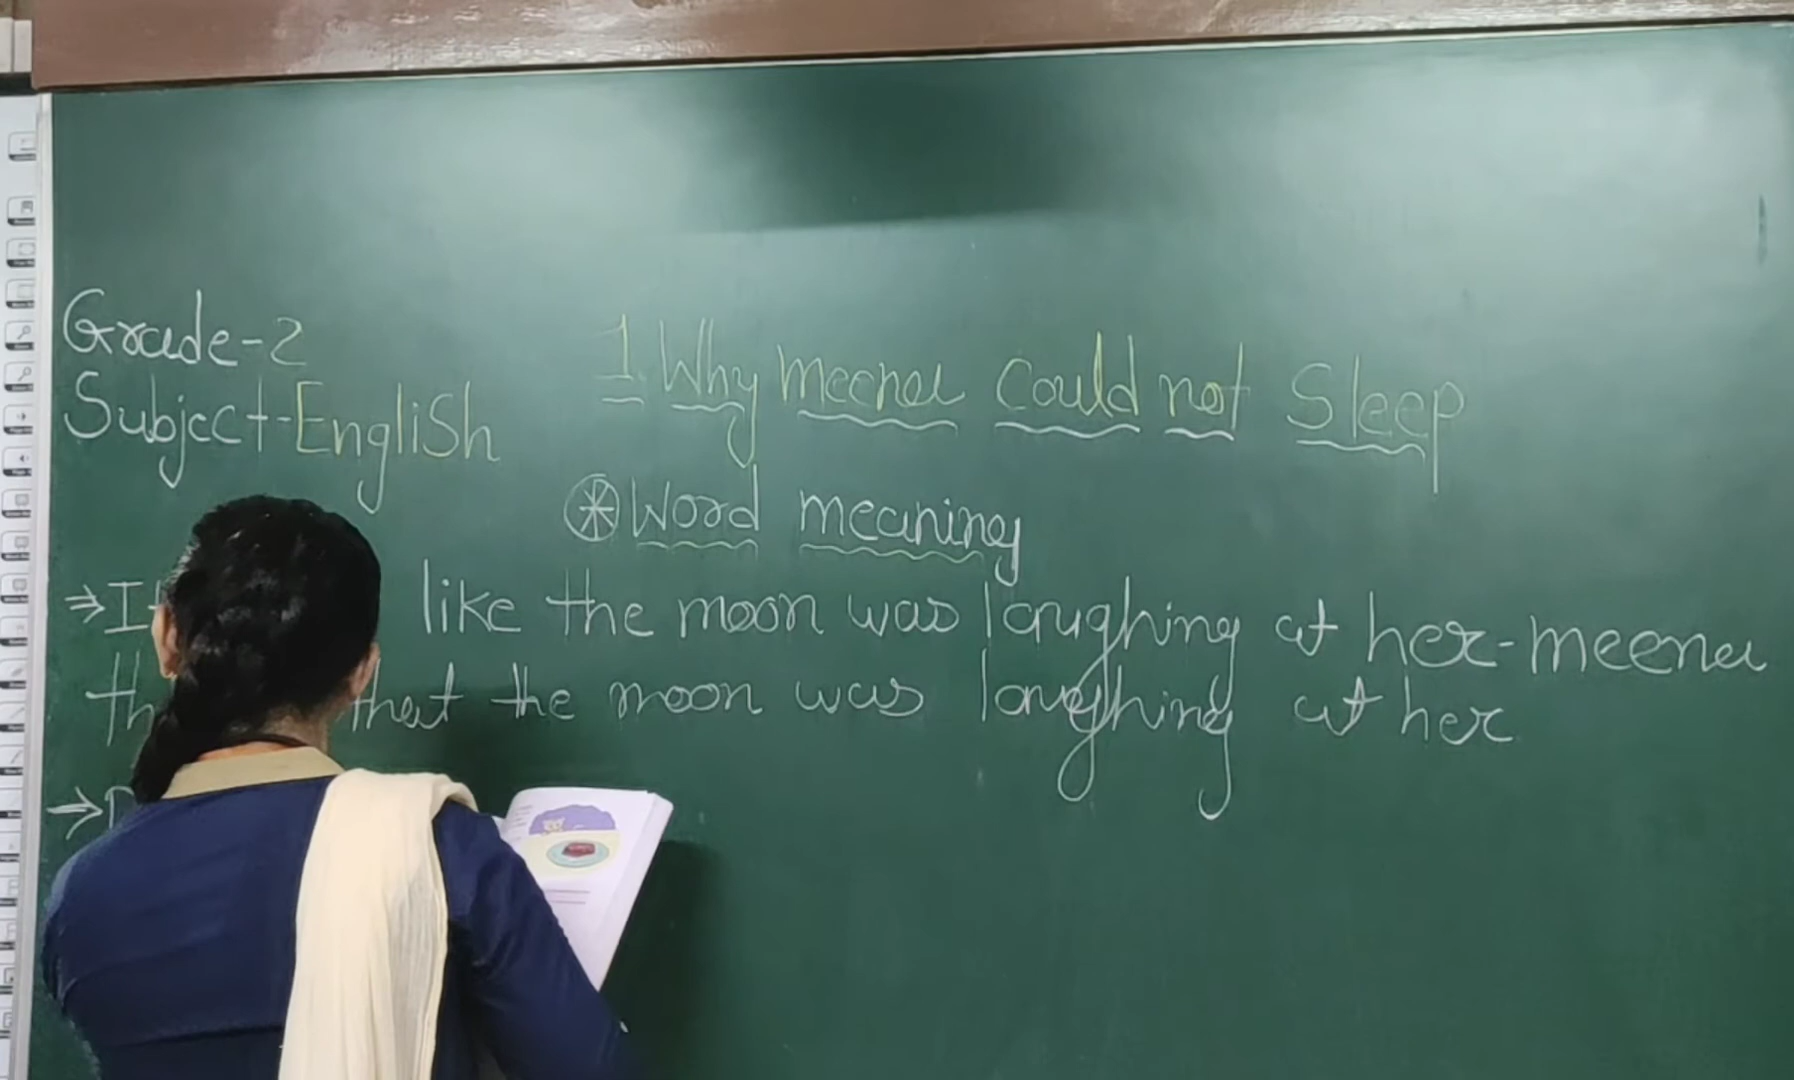 Grade-2
Subject-English
1 Why meena could not Sleep
Word meaning
like the moon was laughing at her-meena
that the moon was laughing at her